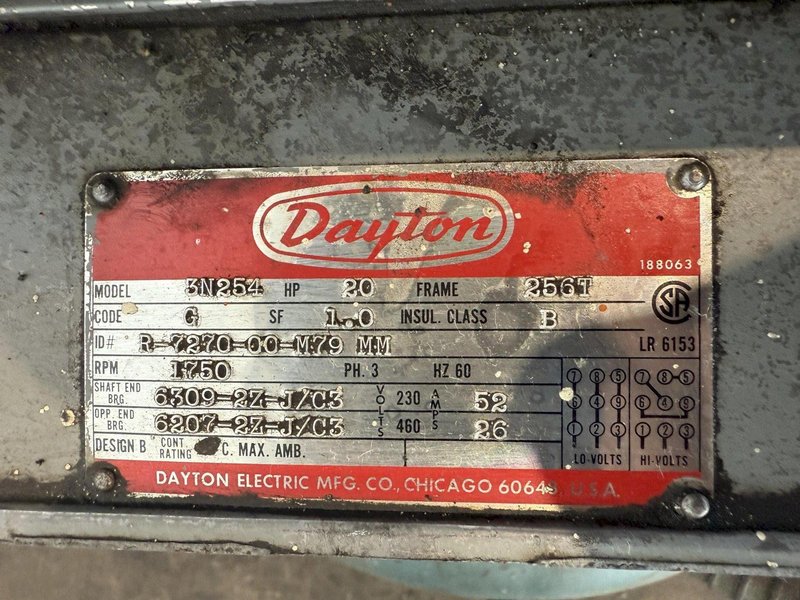 Dayton
188063
MODEL 3N254 HP 20 FRAME 256T
CODE G SF 1.0 INSUL. CLASS B
ID# R-7270-00-M79 MM LR 6153
RPM 1750 PH. 3 HZ 60
SHAFT END BRG. 6309-2Z-J/C3 VOLTS 230 AMPS 52
OPP. END BRG. 6207-2Z-J/C3 460 26
DESIGN B CONT. RATING C. MAX. AMB.
7 8 9 7 8 5
6 4 5 6 4 9
1 2 3 1 2 3
LO-VOLTS HI-VOLTS
DAYTON ELECTRIC MFG. CO., CHICAGO 60648, U.S.A.